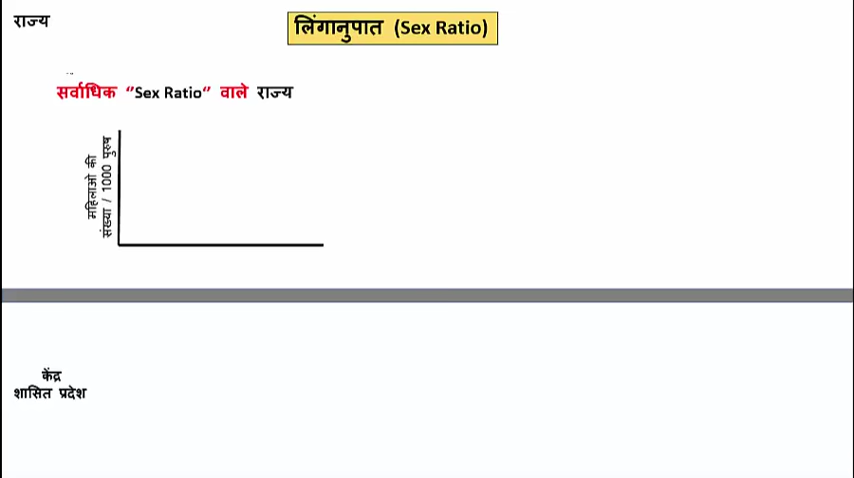 राज्य
लिंगानुपात (Sex Ratio)
सर्वाधिक “Sex Ratio” वाले राज्य
महिलाओ की
संख्या / 1000 पुरुष
केंद्र
शासित प्रदेश